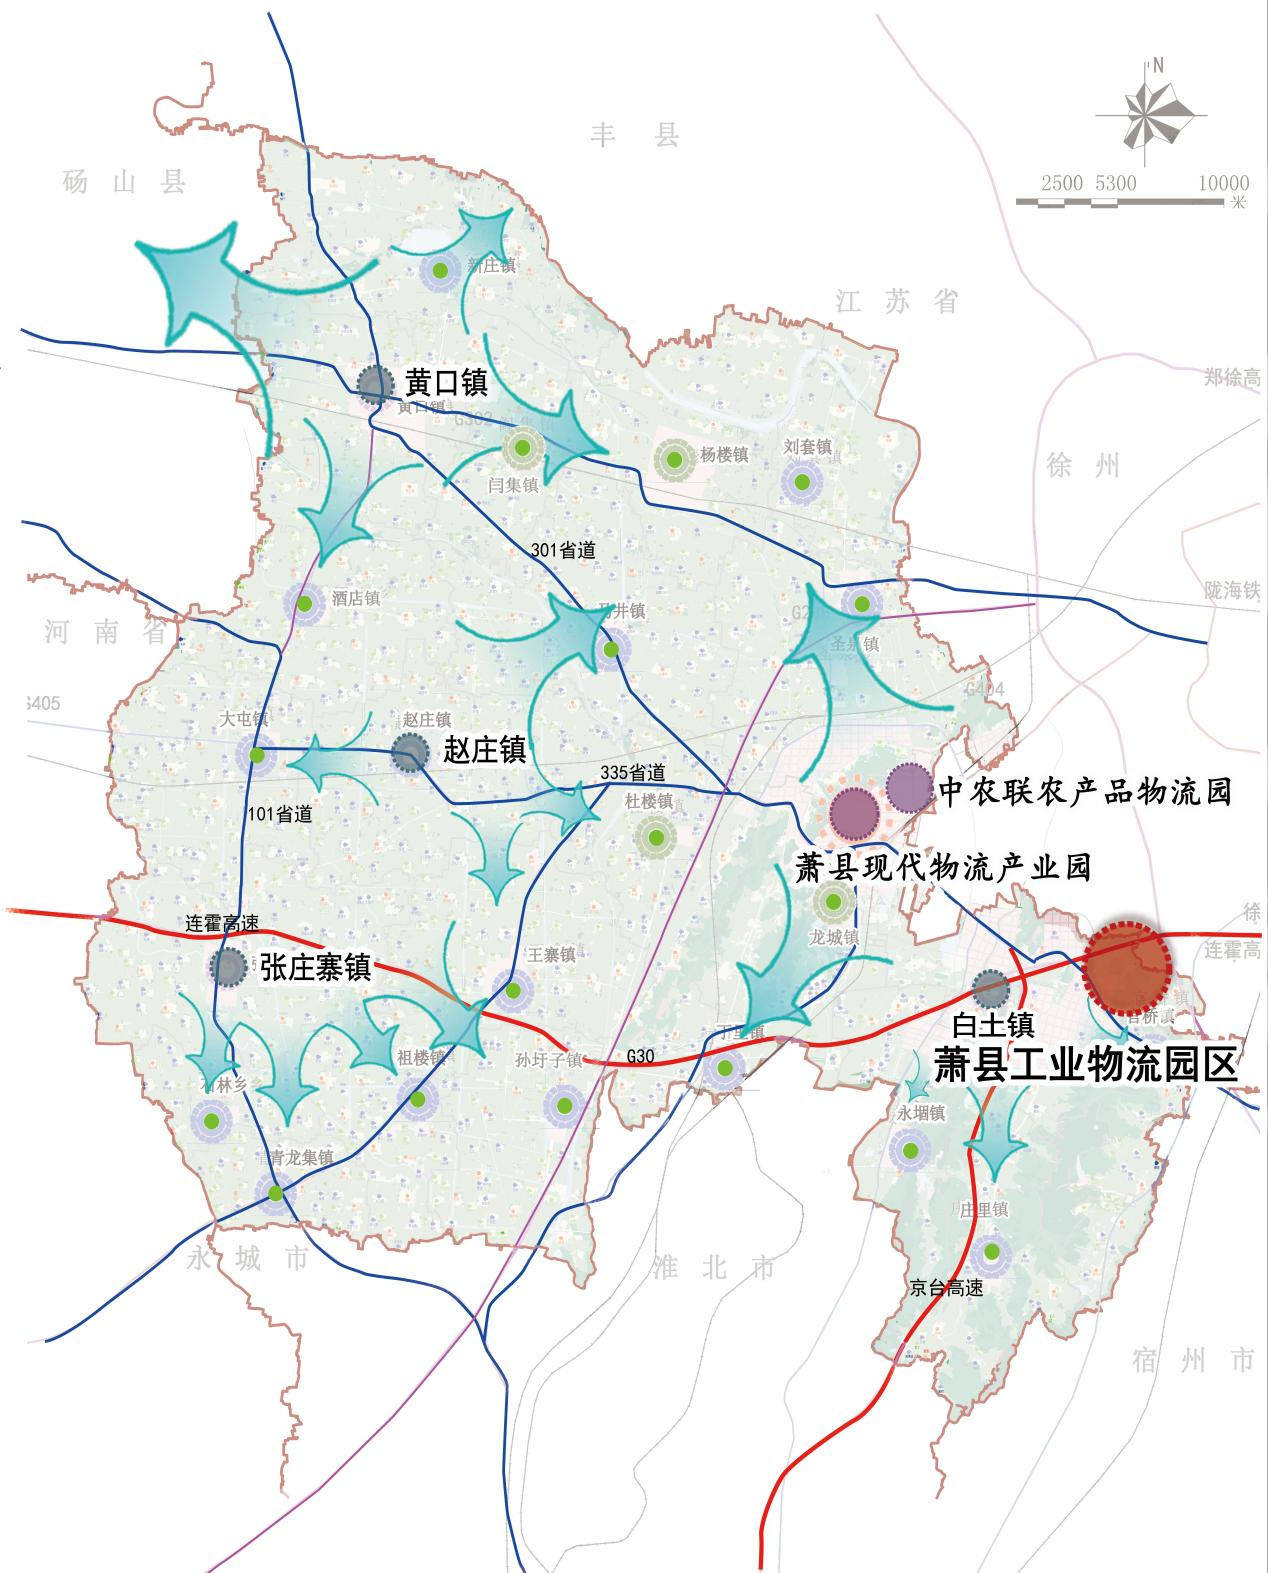 N
丰 县
砀 山 县
2500 5300 10000
米
新庄镇
江 苏 省
郑徐高
黄口镇
黄口镇
G302
刘套镇
杨楼镇
徐 州
闫集镇
301省道
陇海铁
酒店镇
马井镇
G2
河 南 省
圣泉镇
G404
S405
大屯镇
赵庄镇
赵庄镇
335省道
中农联农产品物流园
杜楼镇
101省道
萧县现代物流产业园
连霍高速
龙城镇
徐
连霍高
王寨镇
张庄寨镇
官桥镇
白土镇
丁里镇
祖楼镇
孙圩子镇
G30
萧县工业物流园区
石林乡
永堌镇
青龙集镇
庄里镇
永 城 市
淮 北 市
京台高速
宿 州 市